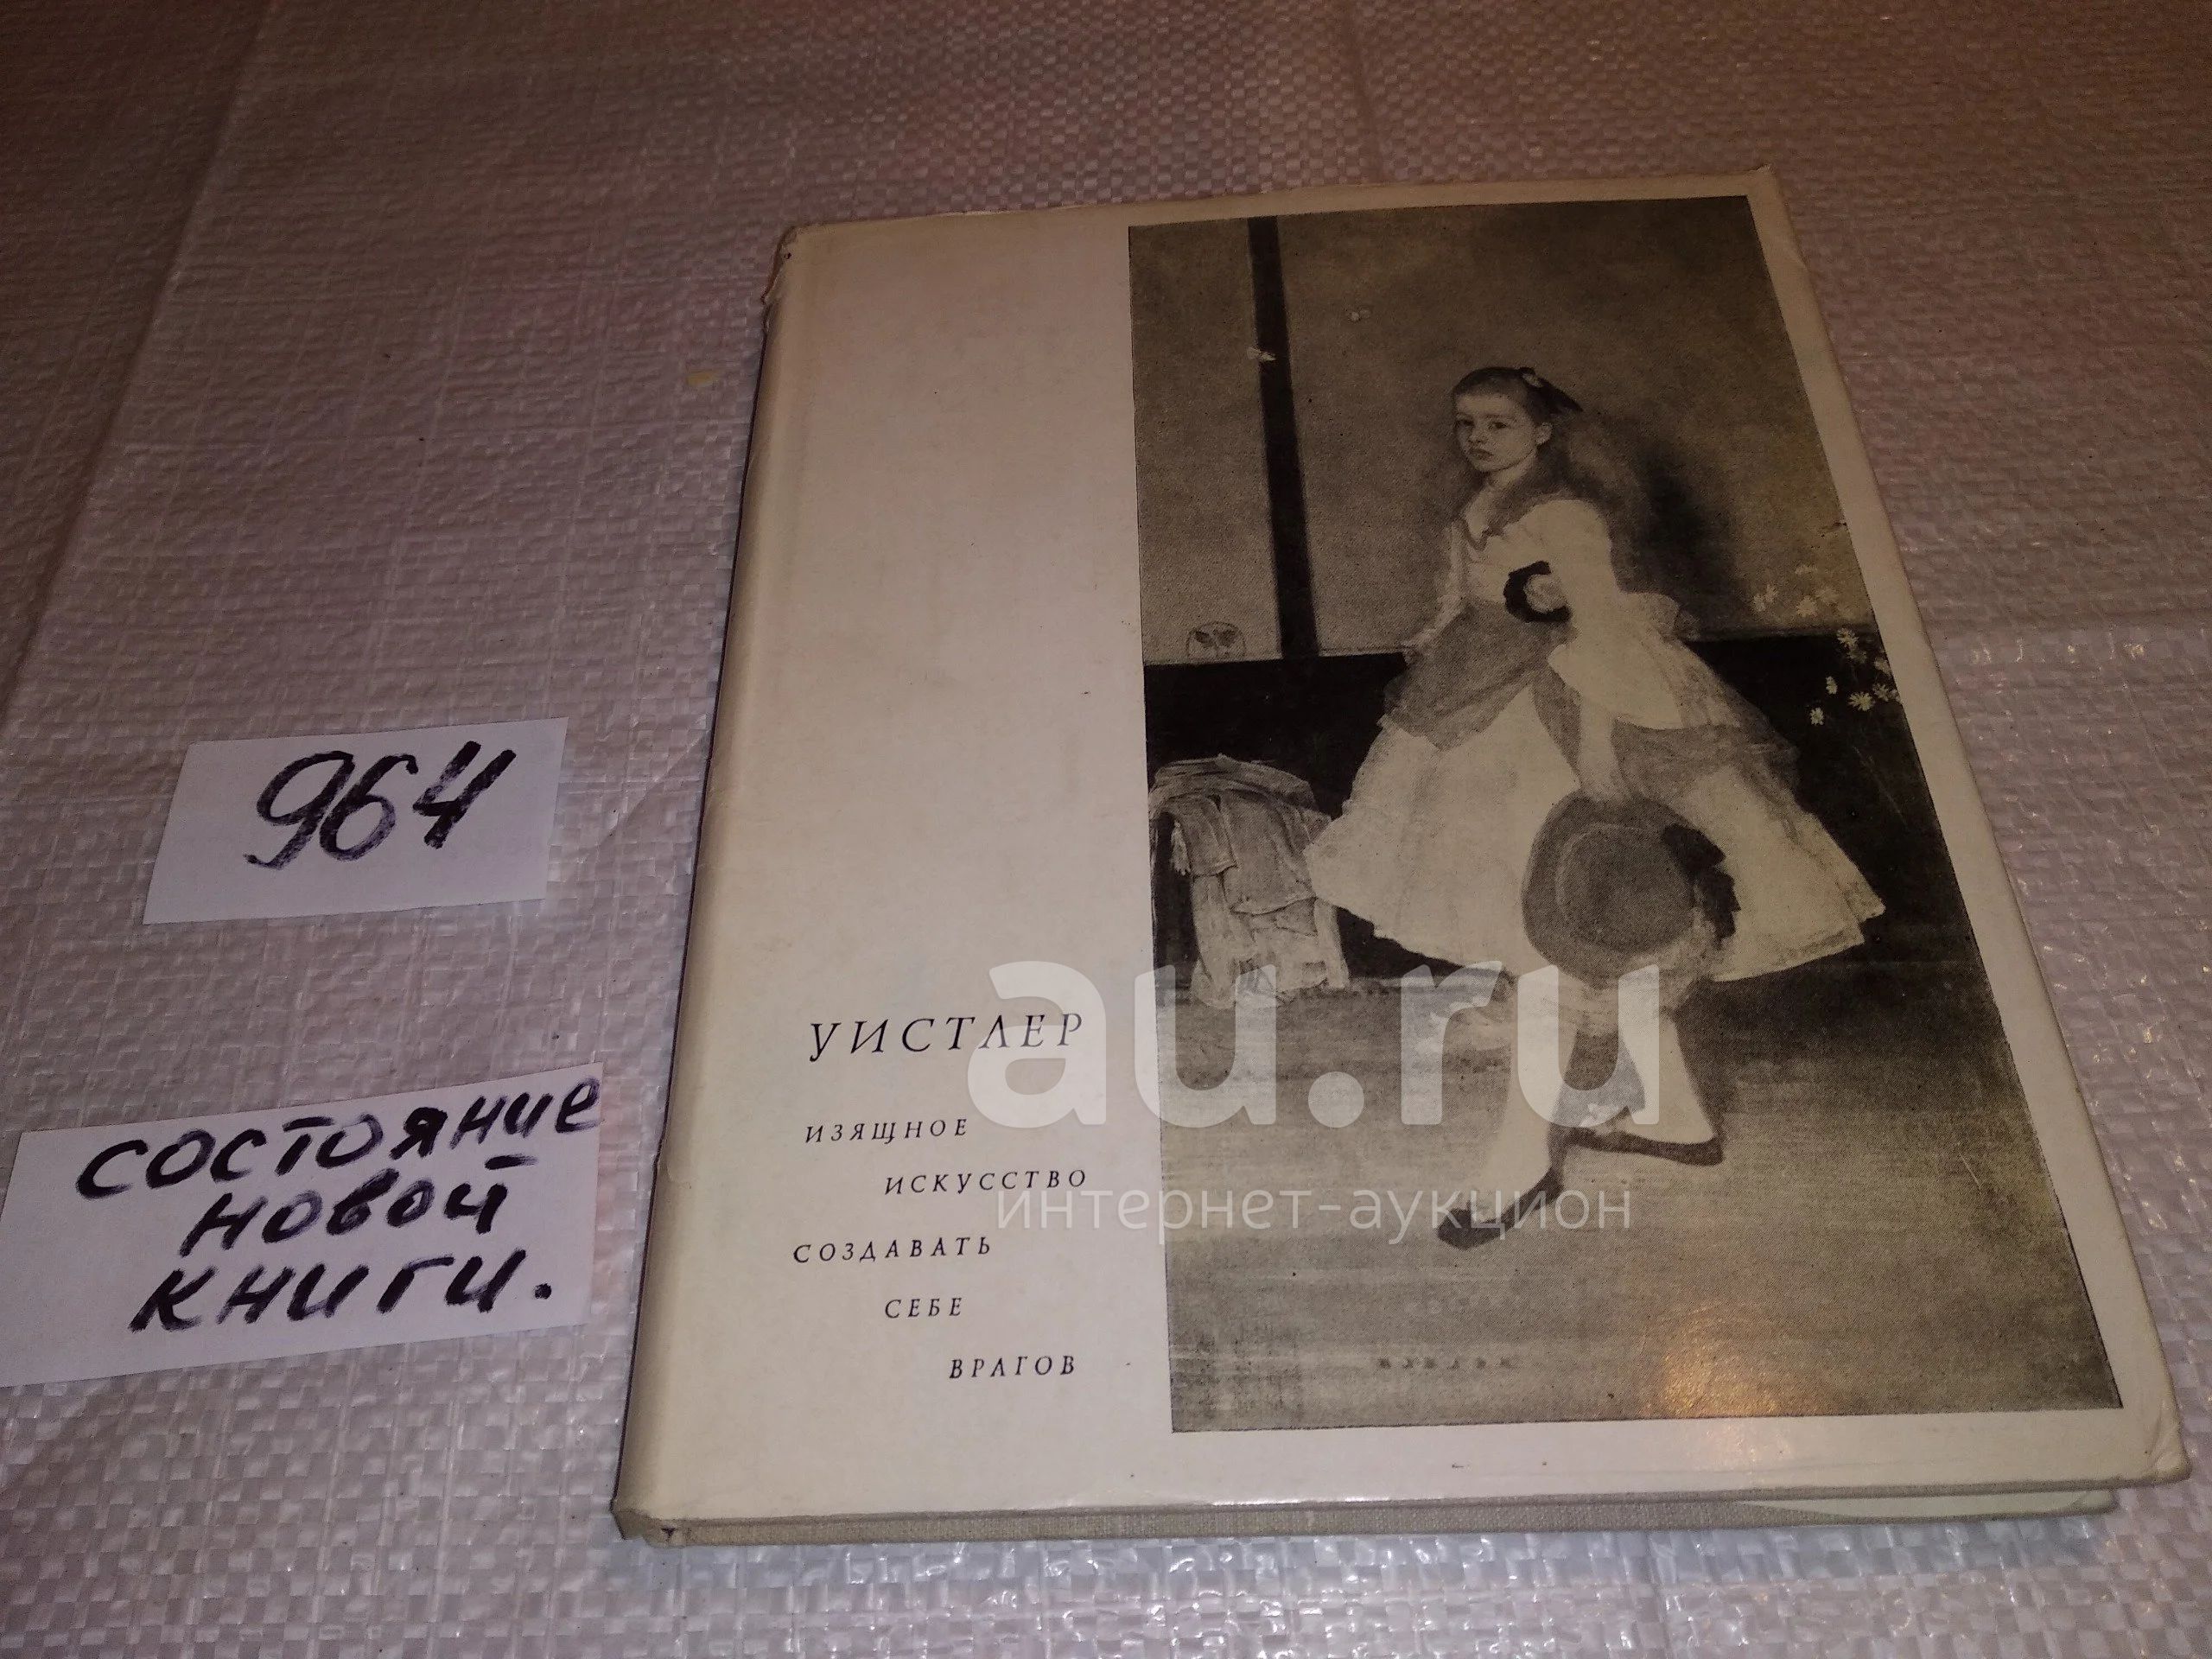 964
состояние
новой
книги.
УИСТЛЕР
ИЗЯЩНОЕ
ИСКУССТВО
СОЗДАВАТЬ
СЕБЕ
ВРАГОВ
au.ru
интернет-аукцион